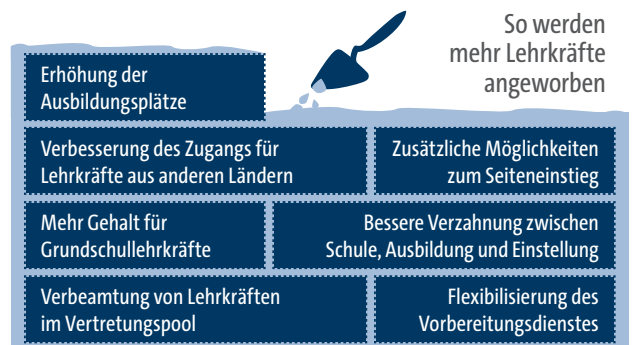 So werden
mehr Lehrkräfte
angeworben
Erhöhung der
Ausbildungsplätze
Verbesserung des Zugangs für
Lehrkräfte aus anderen Ländern
Zusätzliche Möglichkeiten
zum Seiteneinstieg
Mehr Gehalt für
Grundschullehrkräfte
Bessere Verzahnung zwischen
Schule, Ausbildung und Einstellung
Verbeamtung von Lehrkräften
im Vertretungspool
Flexibilisierung des
Vorbereitungsdienstes